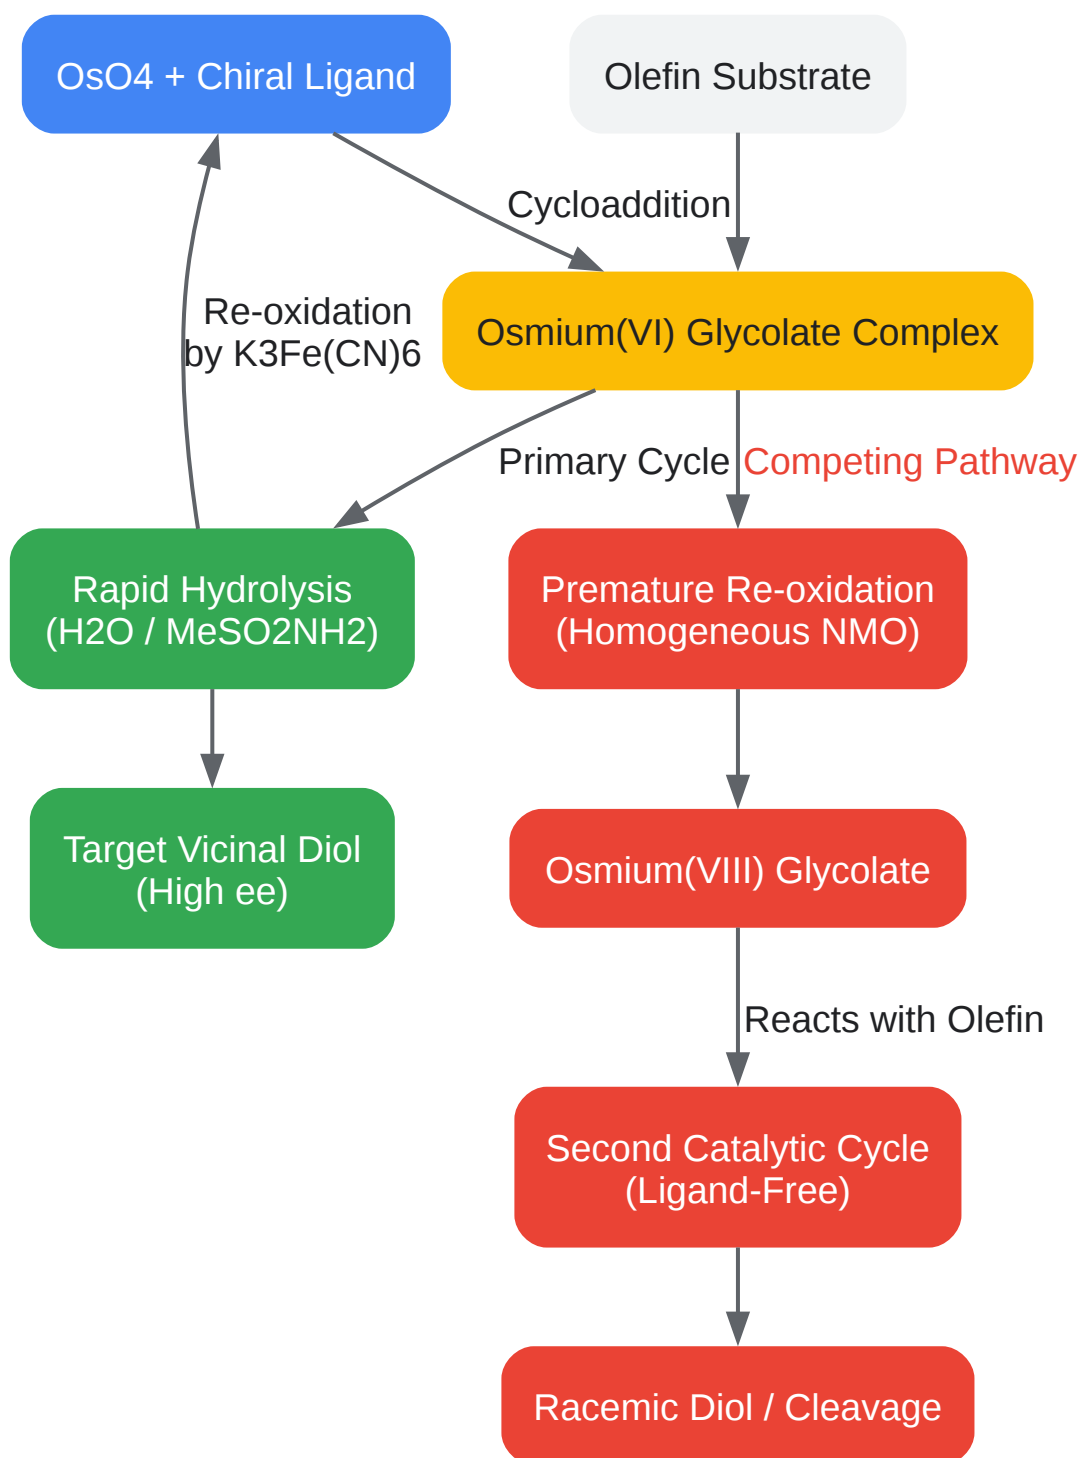 OsO4 + Chiral Ligand
Olefin Substrate
Cycloaddition
Re-oxidation
by K3Fe(CN)6
Osmium(VI) Glycolate Complex
Primary Cycle
Competing Pathway
Rapid Hydrolysis
(H2O / MeSO2NH2)
Premature Re-oxidation
(Homogeneous NMO)
Target Vicinal Diol
(High ee)
Osmium(VIII) Glycolate
Reacts with Olefin
Second Catalytic Cycle
(Ligand-Free)
Racemic Diol / Cleavage